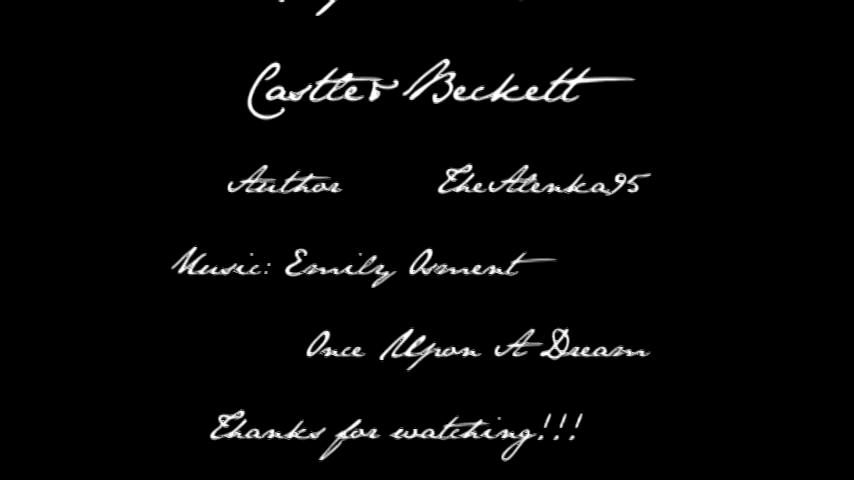 Castle & Beckett
Author TheAlenka95
Music: Emily Osment
Once Upon A Dream
Thanks for watching!!!